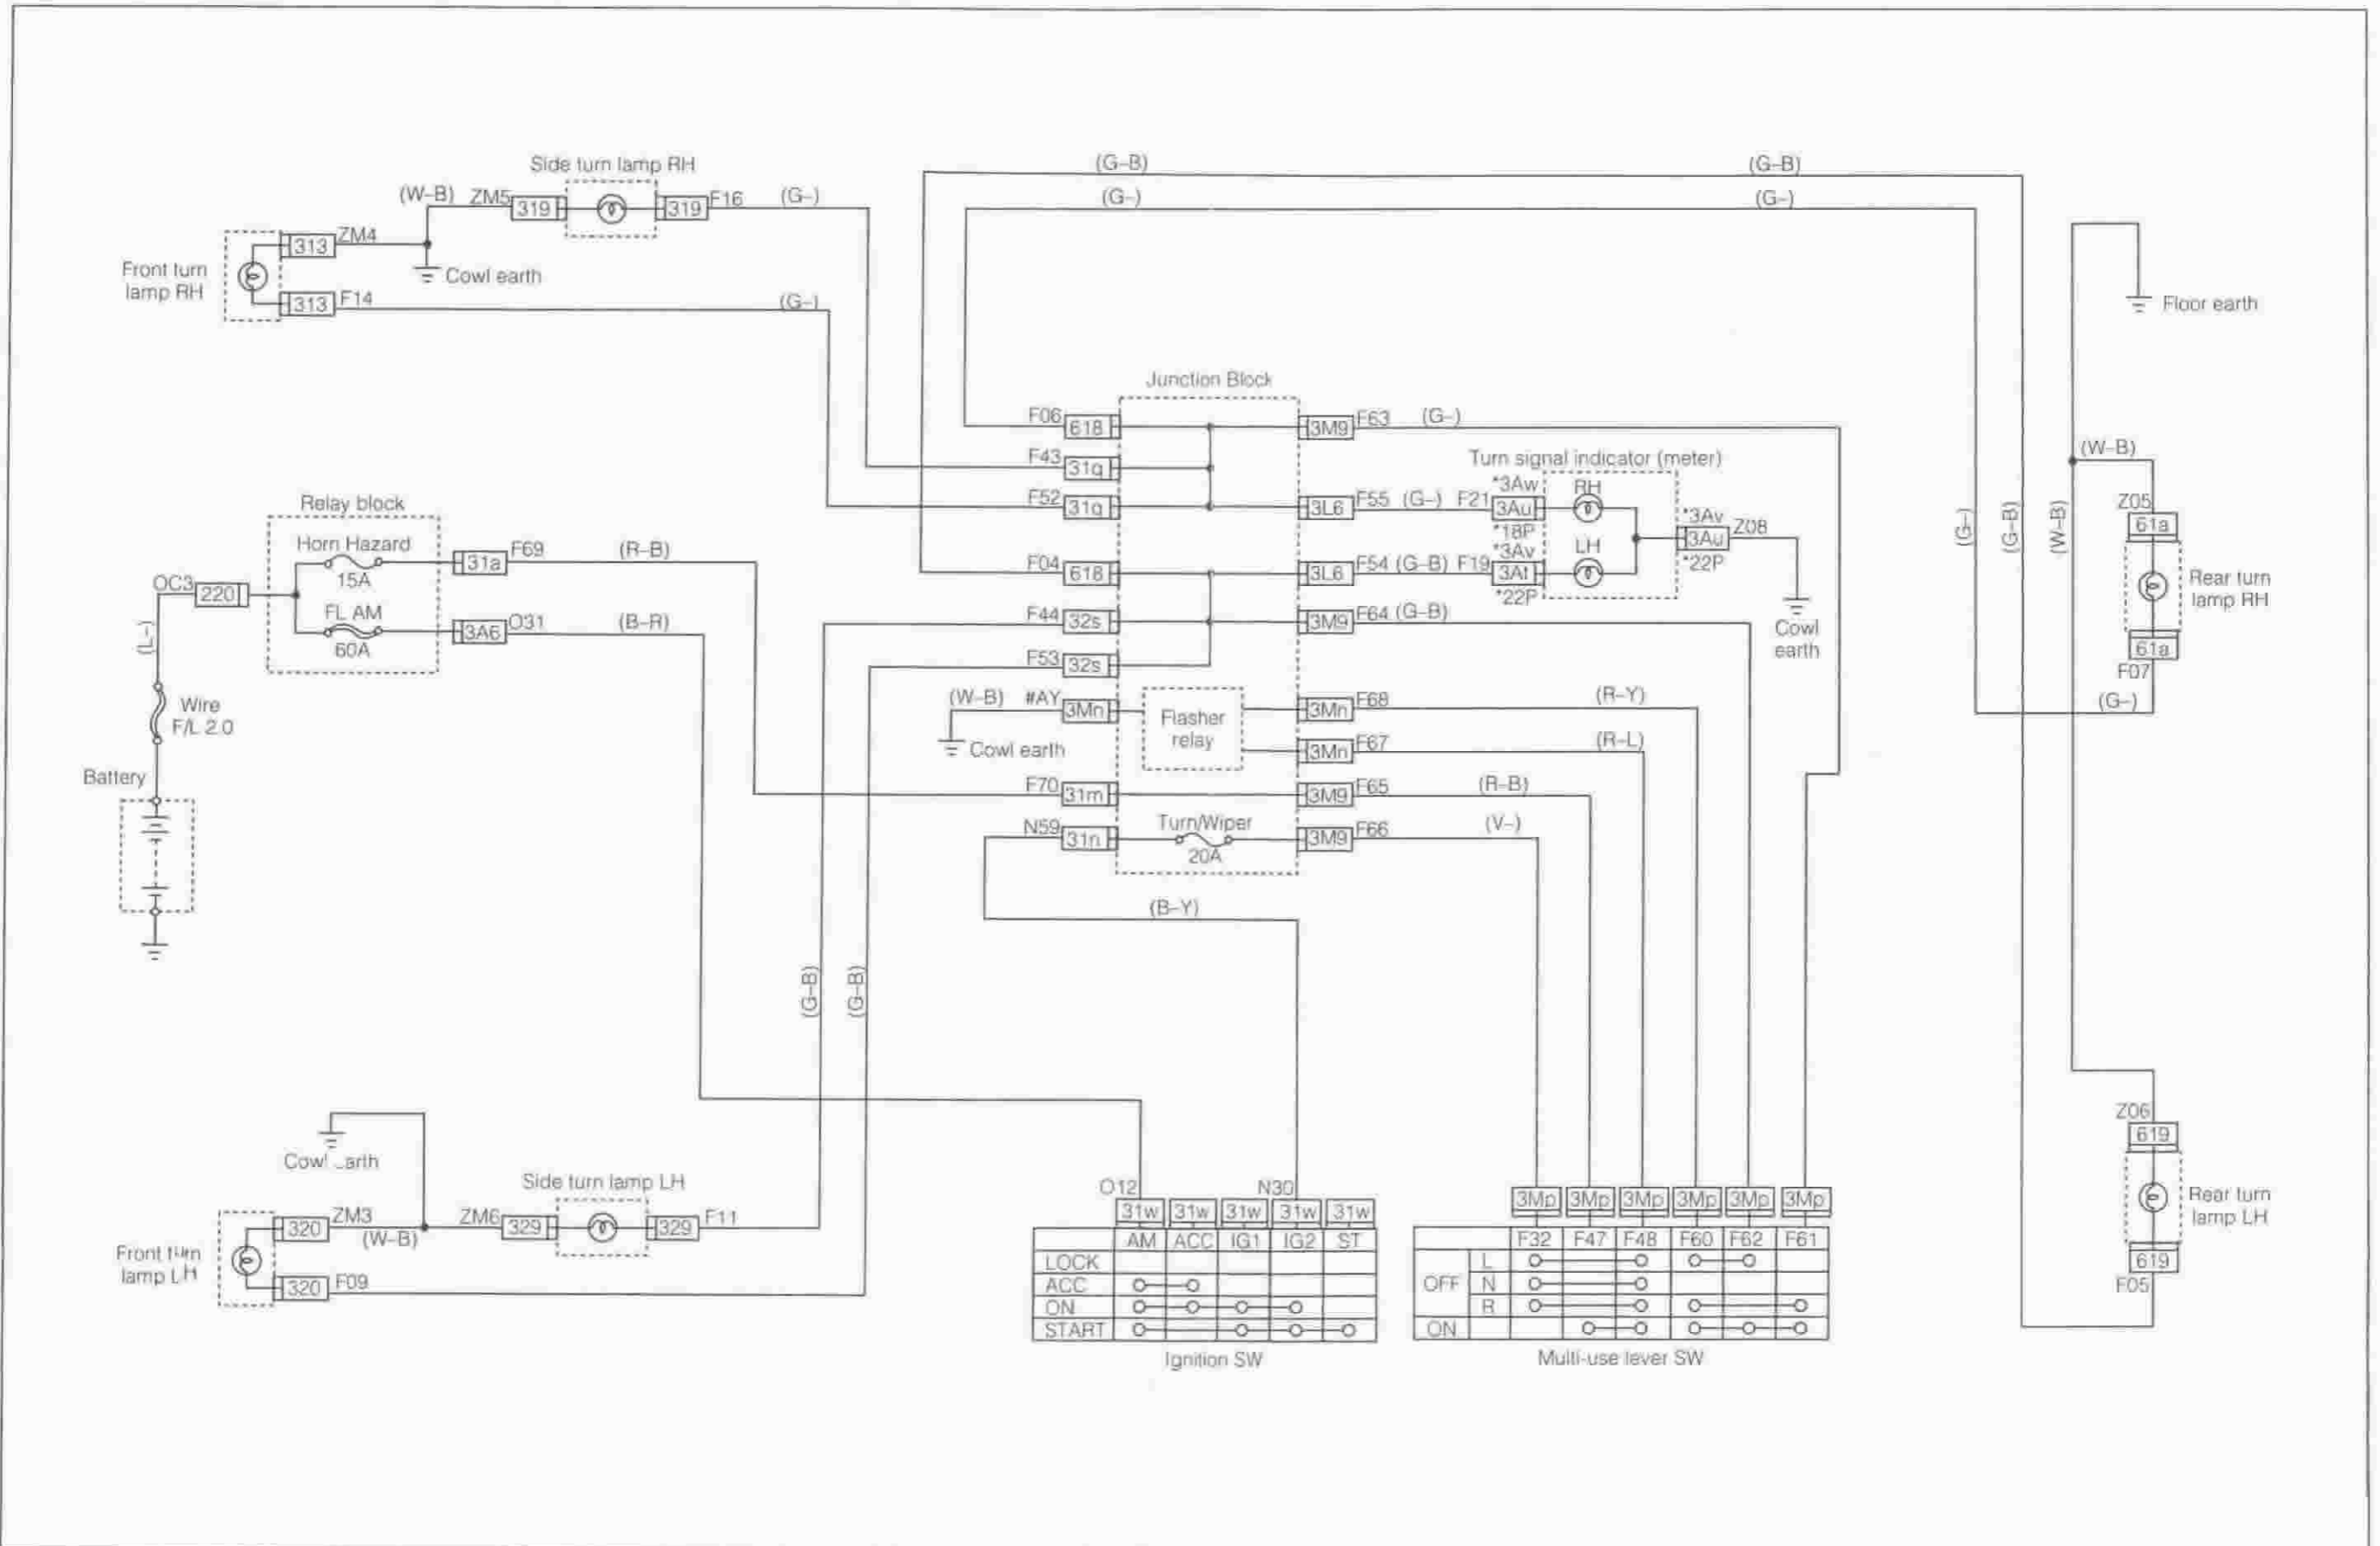 Side turn lamp RH
(W–B) ZM5 319 319 F16 (G–)
313 ZM4
Front turn
lamp RH
Cowl earth
313 F14 (G–)
(G–B) (G–B)
(G–) (G–)
Floor earth
Junction Block
F06 618 3M9 F63 (G–)
F43 31q
F52 31q 3L6 F55 (G–) F21
Turn signal indicator (meter)
*3Aw RH
3Au
*18P
*3Av LH
*3Av
3Au Z08
*22P
F04 618 3L6 F54 (G–B) F19
*22P
F44 32s 3M9 F64 (G–B)
F53 32s
Cowl
earth
(W–B) #AY 3Mn
Cowl earth
Flasher
relay
3Mn F68 (R–Y)
3Mn F67 (R–L)
F70 31m 3M9 F65 (R–B)
N59 31n
Turn/Wiper
20A
3M9 F66 (V–)
(B–Y)
Relay block
Horn Hazard
15A
31a F69 (R–B)
OC3 220
FL AM
60A
3A6 O31 (B–R)
(L–)
Wire
F/L 2.0
Battery
(G–) (G–B) (W–B)
(W–B)
Z05
61a
Rear turn
lamp RH
61a
F07
(G–)
(G–B) (G–B)
Side turn lamp LH
320 ZM3 ZM6 329 329 F11
(W–B)
Front turn
320 F09
O12 N30
31w 31w 31w 31w 31w
AM ACC IG1 IG2 ST
LOCK
ACC
ON
START
Ignition SW
3Mp 3Mp 3Mp 3Mp 3Mp 3Mp
F32 F47 F48 F60 F62 F61
L
OFF N
R
ON
Multi-use lever SW
Z06
619
Rear turn
lamp LH
619
F05